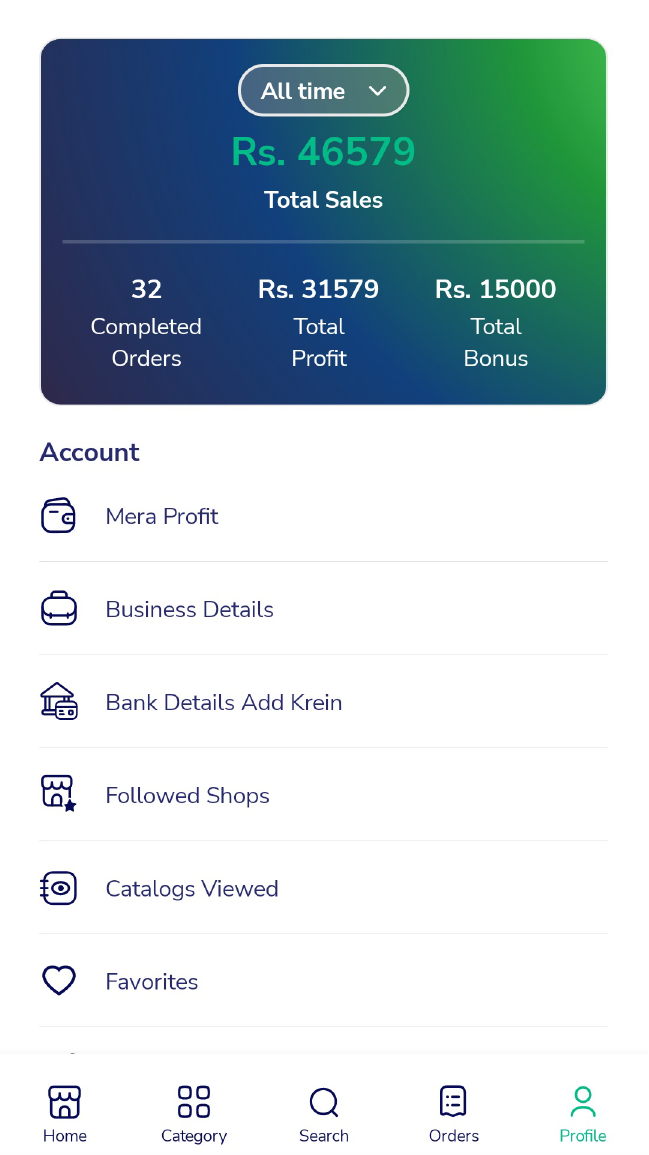 All time
Rs. 46579
Total Sales
32
Rs. 31579
Rs. 15000
Completed
Orders
Total
Profit
Total
Bonus
Account
Mera Profit
Business Details
Bank Details Add Krein
Followed Shops
Catalogs Viewed
Favorites
Home
Category
Search
Orders
Profile